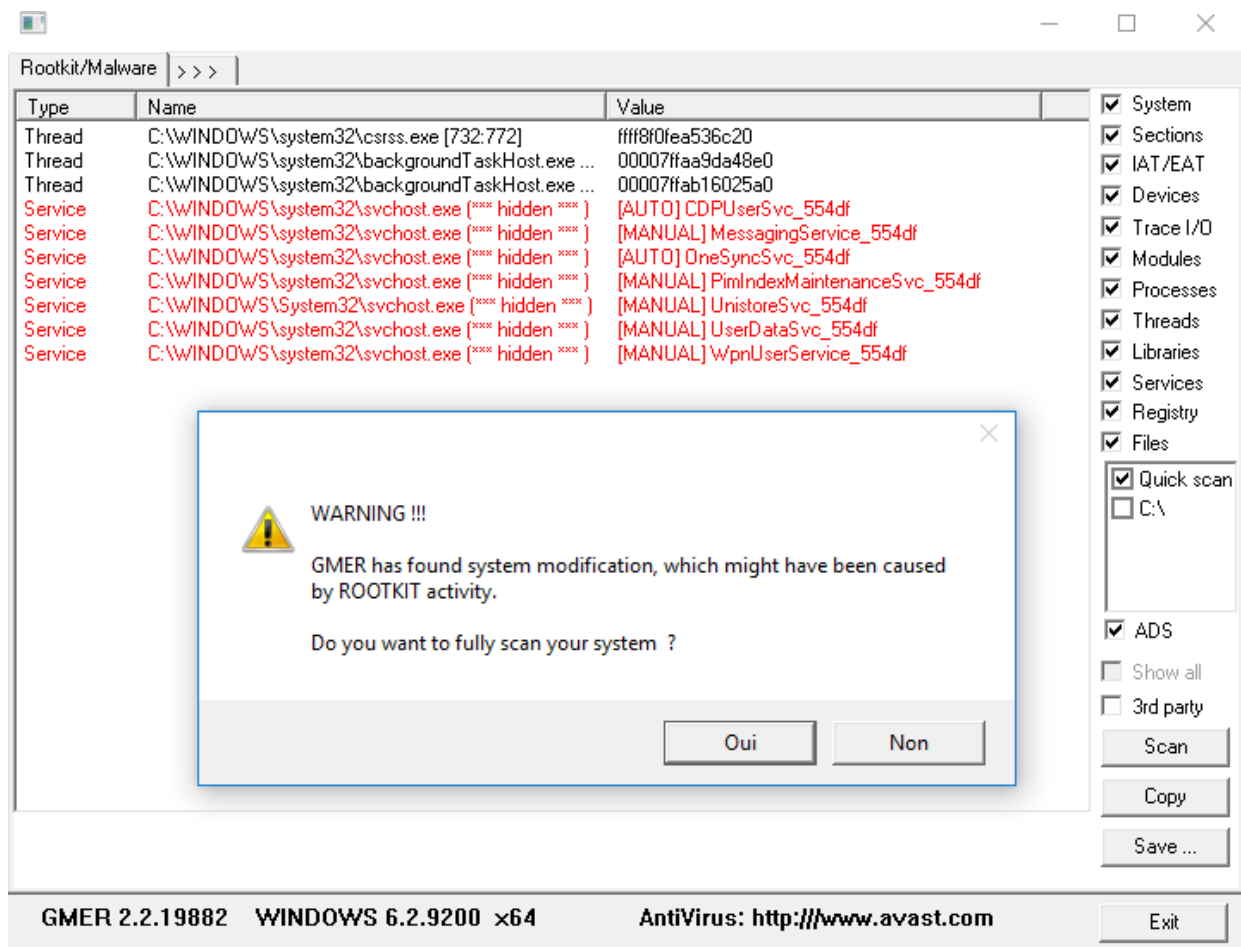 Rootkit/Malware > > >
Type Name Value
Thread C:\WINDOWS\system32\csrss.exe [732:772] ffff8f0fea536c20
Thread C:\WINDOWS\system32\backgroundTaskHost.exe ... 00007ffaa9da48e0
Thread C:\WINDOWS\system32\backgroundTaskHost.exe ... 00007ffab16025a0
Service C:\WINDOWS\system32\svchost.exe (*** hidden *** ) [AUTO] CDPUserSvc_554df
Service C:\WINDOWS\system32\svchost.exe (*** hidden *** ) [MANUAL] MessagingService_554df
Service C:\WINDOWS\system32\svchost.exe (*** hidden *** ) [AUTO] OneSyncSvc_554df
Service C:\WINDOWS\system32\svchost.exe (*** hidden *** ) [MANUAL] PimIndexMaintenanceSvc_554df
Service C:\WINDOWS\System32\svchost.exe (*** hidden *** ) [MANUAL] UnistoreSvc_554df
Service C:\WINDOWS\system32\svchost.exe (*** hidden *** ) [MANUAL] UserDataSvc_554df
Service C:\WINDOWS\system32\svchost.exe (*** hidden *** ) [MANUAL] WpnUserService_554df
WARNING !!!
GMER has found system modification, which might have been caused
by ROOTKIT activity.
Do you want to fully scan your system ?
Oui Non
System
Sections
IAT/EAT
Devices
Trace I/O
Modules
Processes
Threads
Libraries
Services
Registry
Files
Quick scan
C:\
ADS
Show all
3rd party
Scan
Copy
Save ...
GMER 2.2.19882 WINDOWS 6.2.9200 x64 AntiVirus: http:///www.avast.com
Exit